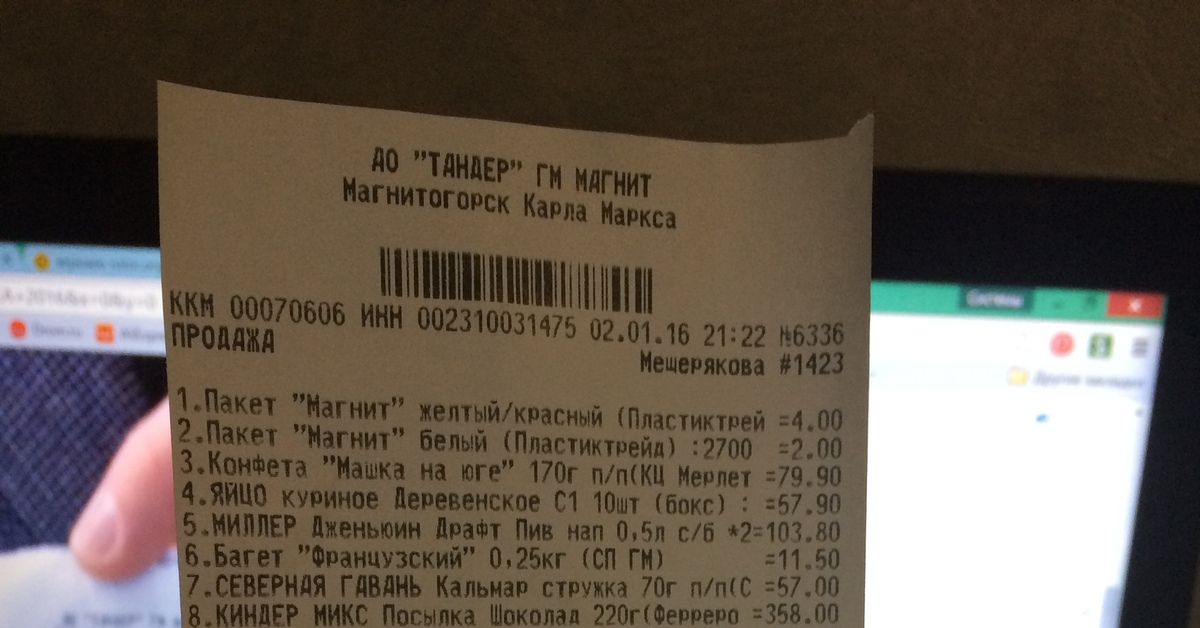 ДО "ТАНДЕР" ГМ МАГНИТ
Магнитогорск Карла Маркса
ККМ 00070606 ИНН 002310031475 02.01.16 21:22 №6336
ПРОДАЖА
Мещерякова #1423
1.Пакет "Магнит" желтый/красный (Пластиктрей =4.00
2.Пакет "Магнит" белый (Пластиктрейд) :2700 =2.00
3.Конфета "Машка на юге" 170г п/п(КЦ Мерлет =79.90
4.ЯЙЦО куриное Деревенское С1 10шт (бокс) : =57.90
5.МИЛЛЕР Дженьюин Драфт Пив нап 0,5л с/б *2=103.80
6.Багет "Французский" 0,25кг (СП ГМ) =11.50
7.СЕВЕРНАЯ ГАВАНЬ Кальмар стружка 70г п/п(С =57.00
8.КИНДЕР МИКС Посылка Шоколад 220г(Ферреро =358.00
Другие закладки